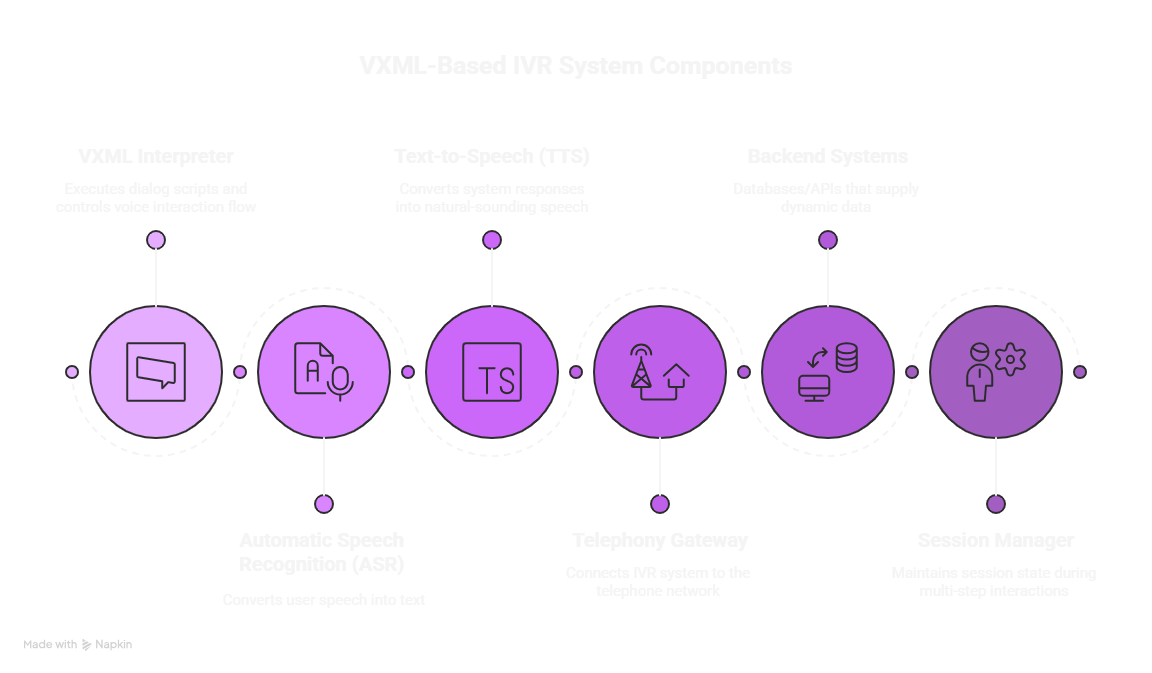 VXML-Based IVR System Components
VXML Interpreter
Executes dialog scripts and
controls voice interaction flow
Text-to-Speech (TTS)
Converts system responses
into natural-sounding speech
Backend Systems
Databases/APIs that supply
dynamic data
A
TS
Automatic Speech
Recognition (ASR)
Converts user speech into text
Telephony Gateway
Connects IVR system to the
telephone network
Session Manager
Maintains session state during
multi-step interactions
Made with Napkin